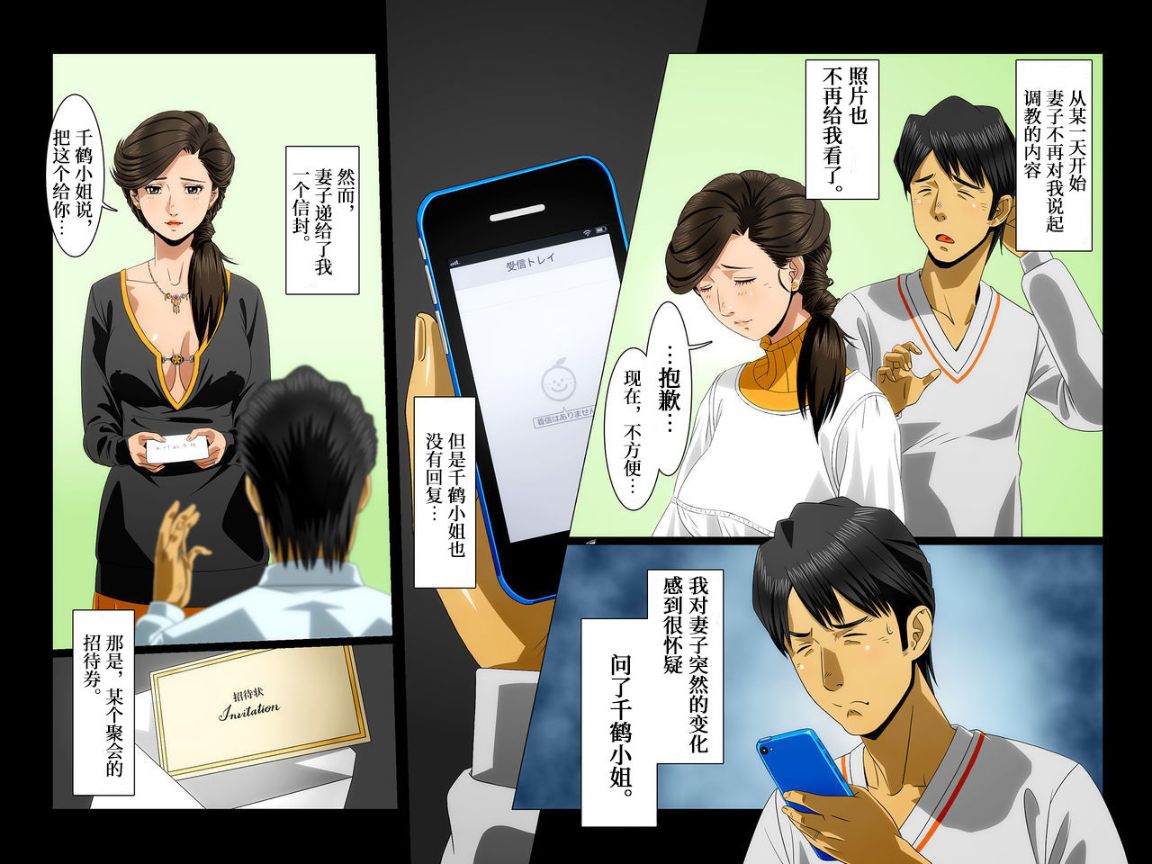 从某一天开始
妻子不再对我说起
调教的内容
照片也
不再给我看了。
…抱歉…
现在，不方便…
我对妻子突然的变化
感到很怀疑
问了千鹤小姐。
受信トレイ
着信はありません
但是千鹤小姐也
没有回复…
然而，
妻子递给了我
一个信封。
千鹤小姐说，
把这个给你…
那是，某个聚会的
招待券。
招待状
Invitation